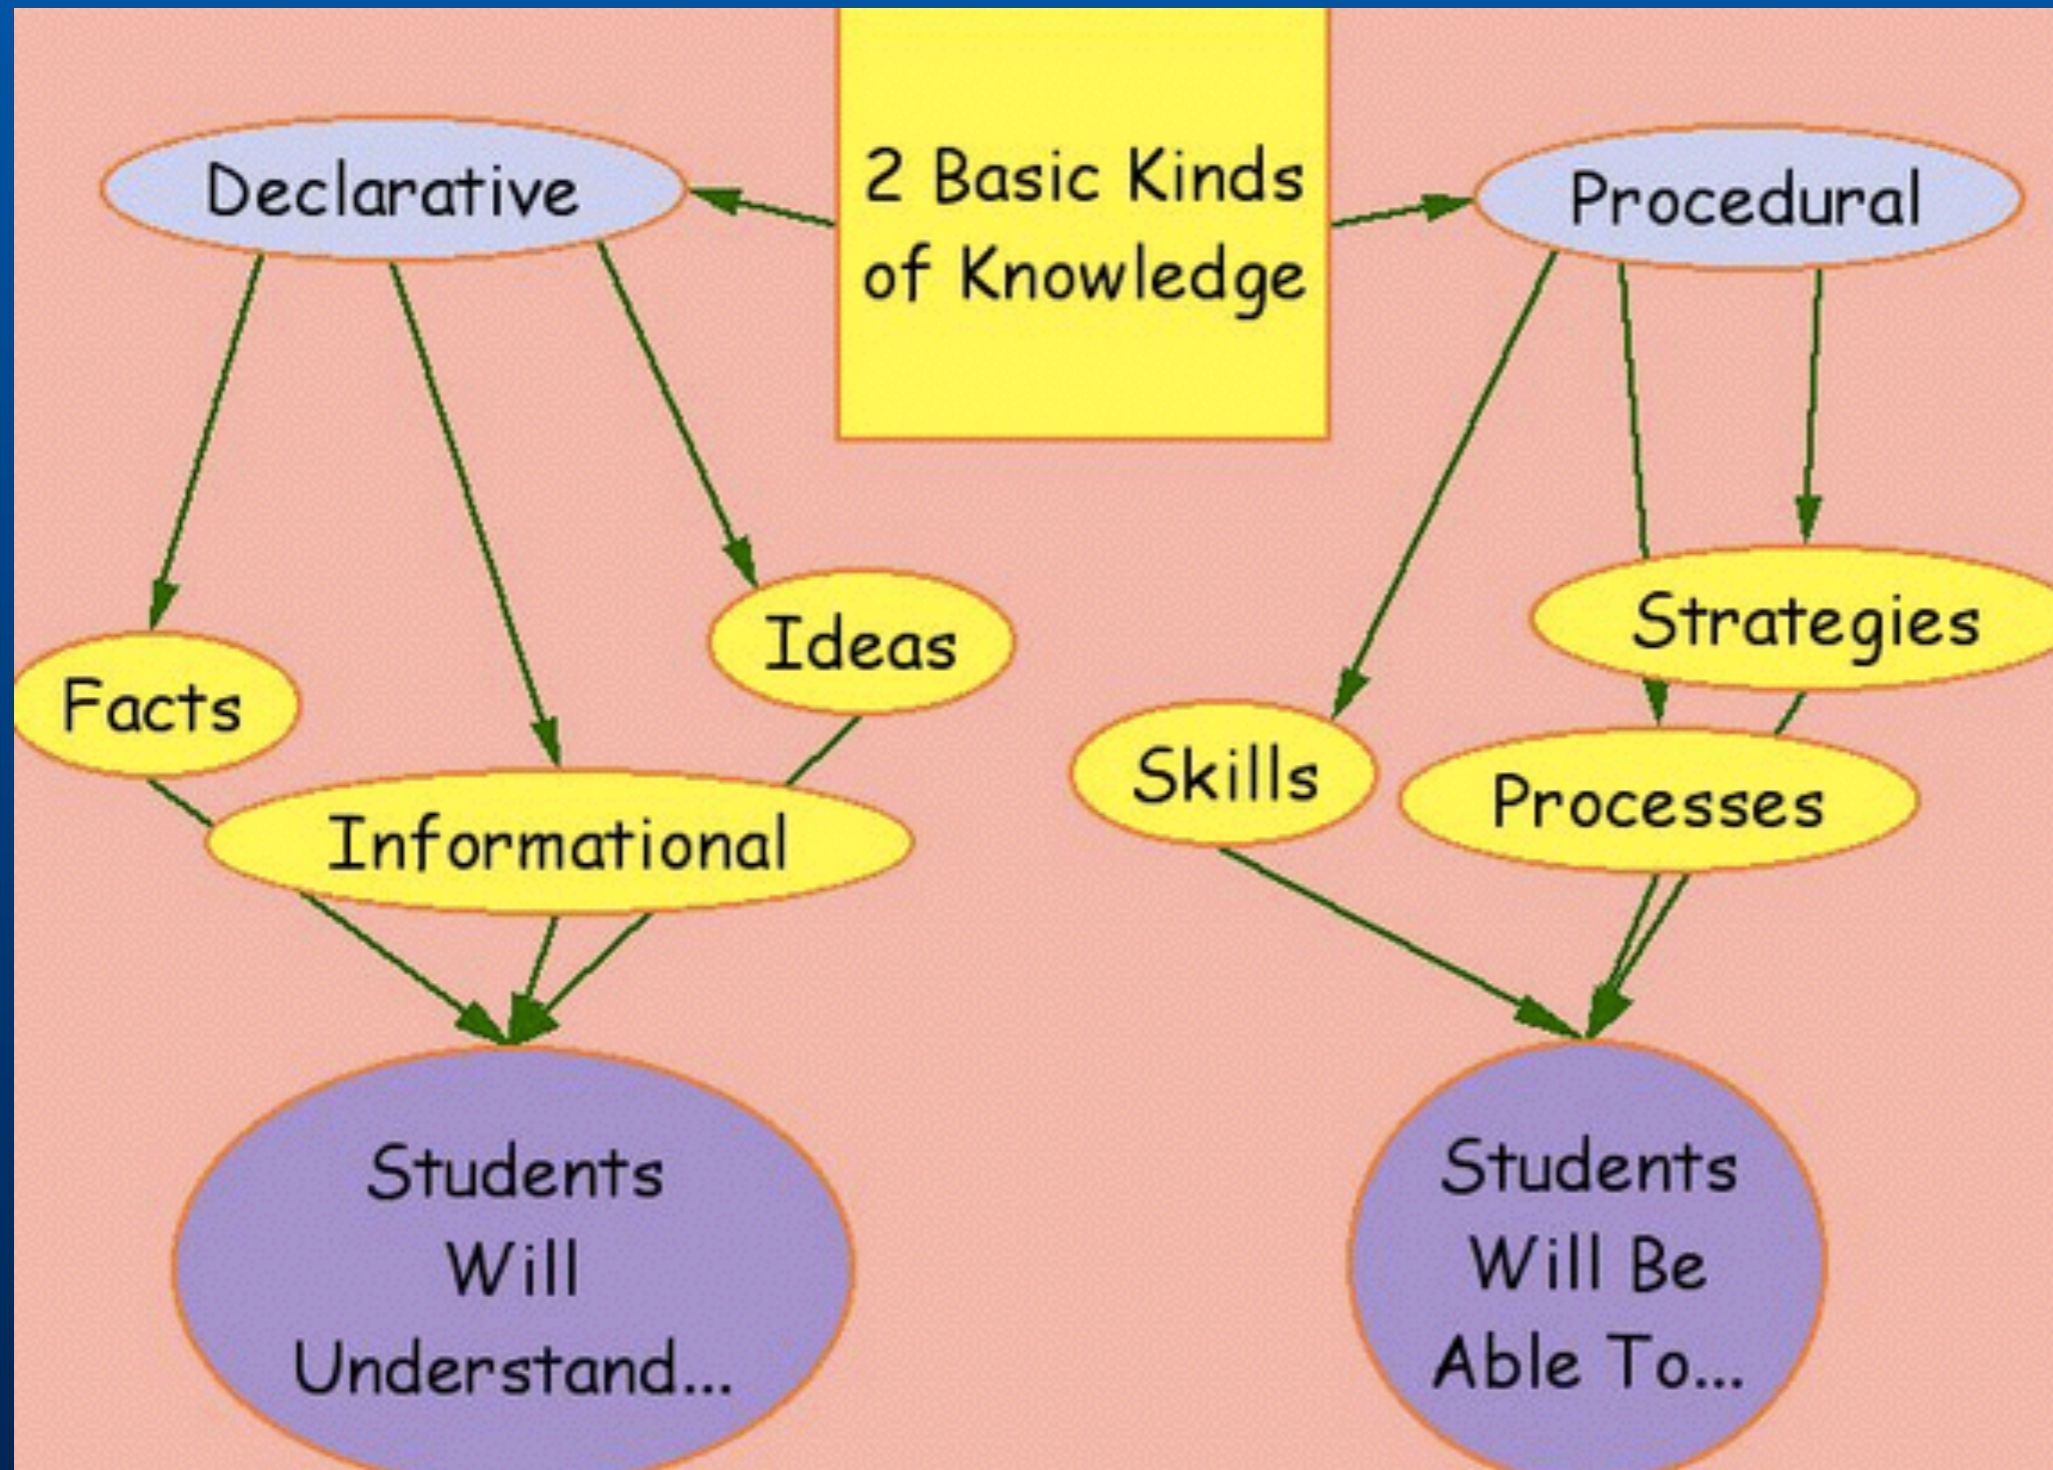 2 Basic Kinds
of Knowledge
Declarative
Procedural
Facts
Informational
Ideas
Skills
Processes
Strategies
Students
Will
Understand...
Students
Will Be
Able To...